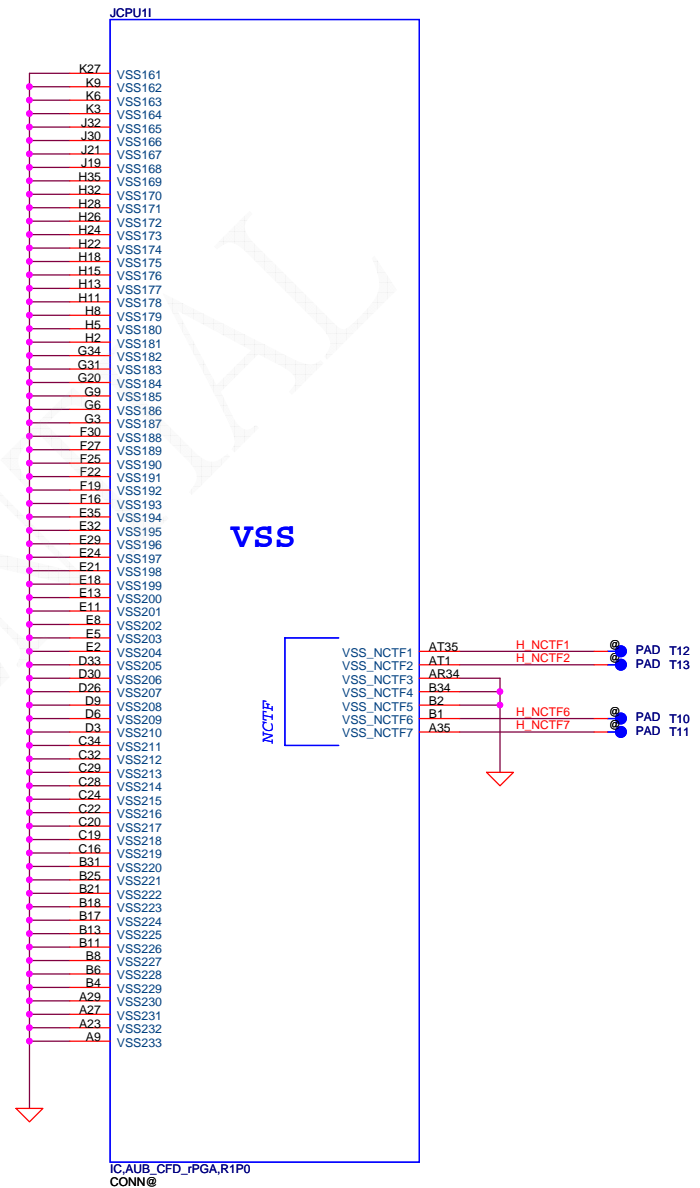 JCPU1I
K27 VSS161
K9 VSS162
K6 VSS163
K3 VSS164
J32 VSS165
J30 VSS166
J21 VSS167
J19 VSS168
H35 VSS169
H32 VSS170
H28 VSS171
H26 VSS172
H24 VSS173
H22 VSS174
H18 VSS175
H15 VSS176
H13 VSS177
H11 VSS178
H8 VSS179
H5 VSS180
H2 VSS181
G34 VSS182
G31 VSS183
G20 VSS184
G9 VSS185
G6 VSS186
G3 VSS187
F30 VSS188
F27 VSS189
F25 VSS190
F22 VSS191
F19 VSS192
F16 VSS193
E35 VSS194
E32 VSS195
E29 VSS196
E24 VSS197
E21 VSS198
E18 VSS199
E13 VSS200
E11 VSS201
E8 VSS202
E5 VSS203
E2 VSS204
D33 VSS205
D30 VSS206
D26 VSS207
D9 VSS208
D6 VSS209
D3 VSS210
C34 VSS211
C32 VSS212
C29 VSS213
C28 VSS214
C24 VSS215
C22 VSS216
C20 VSS217
C19 VSS218
C16 VSS219
B31 VSS220
B25 VSS221
B21 VSS222
B18 VSS223
B17 VSS224
B13 VSS225
B11 VSS226
B8 VSS227
B6 VSS228
B4 VSS229
A29 VSS230
A27 VSS231
A23 VSS232
A9 VSS233
VSS
NCTF
VSS_NCTF1 AT35 H_NCTF1 @ PAD T12
VSS_NCTF2 AT1 H_NCTF2 @ PAD T13
VSS_NCTF3 AR34
VSS_NCTF4 B34
VSS_NCTF5 B2
VSS_NCTF6 B1 H_NCTF6 @ PAD T10
VSS_NCTF7 A35 H_NCTF7 @ PAD T11
IC,AUB_CFD_rPGA,R1P0
CONN@